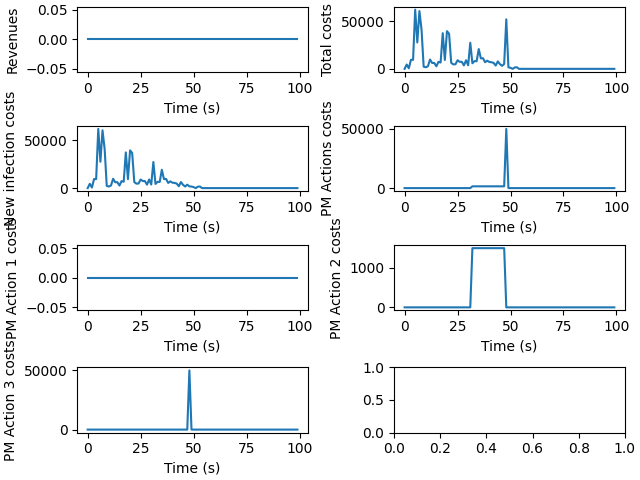 Revenues
0.05
0.00
−0.05
0 25 50 75 100
Time (s)
Total costs
50000
0
0 25 50 75 100
Time (s)
New infection costs
50000
0
0 25 50 75 100
Time (s)
PM Actions costs
50000
0
0 25 50 75 100
Time (s)
PM Action 1 costs
0.05
0.00
−0.05
0 25 50 75 100
Time (s)
PM Action 2 costs
1000
0
0 25 50 75 100
Time (s)
PM Action 3 costs
50000
0
0 25 50 75 100
Time (s)
1.0
0.5
0.0
0.0 0.2 0.4 0.6 0.8 1.0